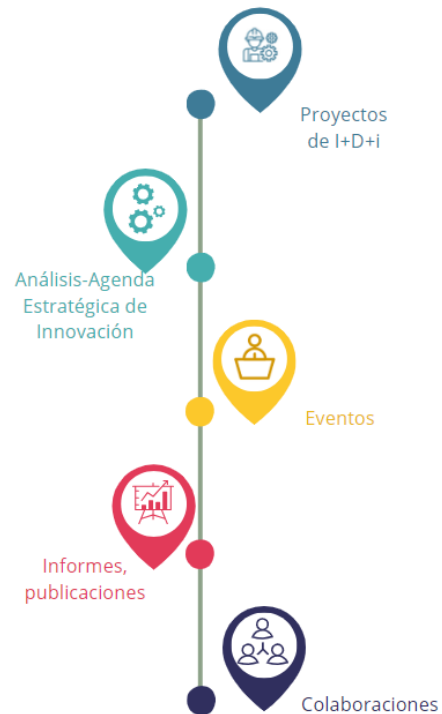 Proyectos
de I+D+i
Análisis-Agenda
Estratégica de
Innovación
Eventos
Informes,
publicaciones
Colaboraciones